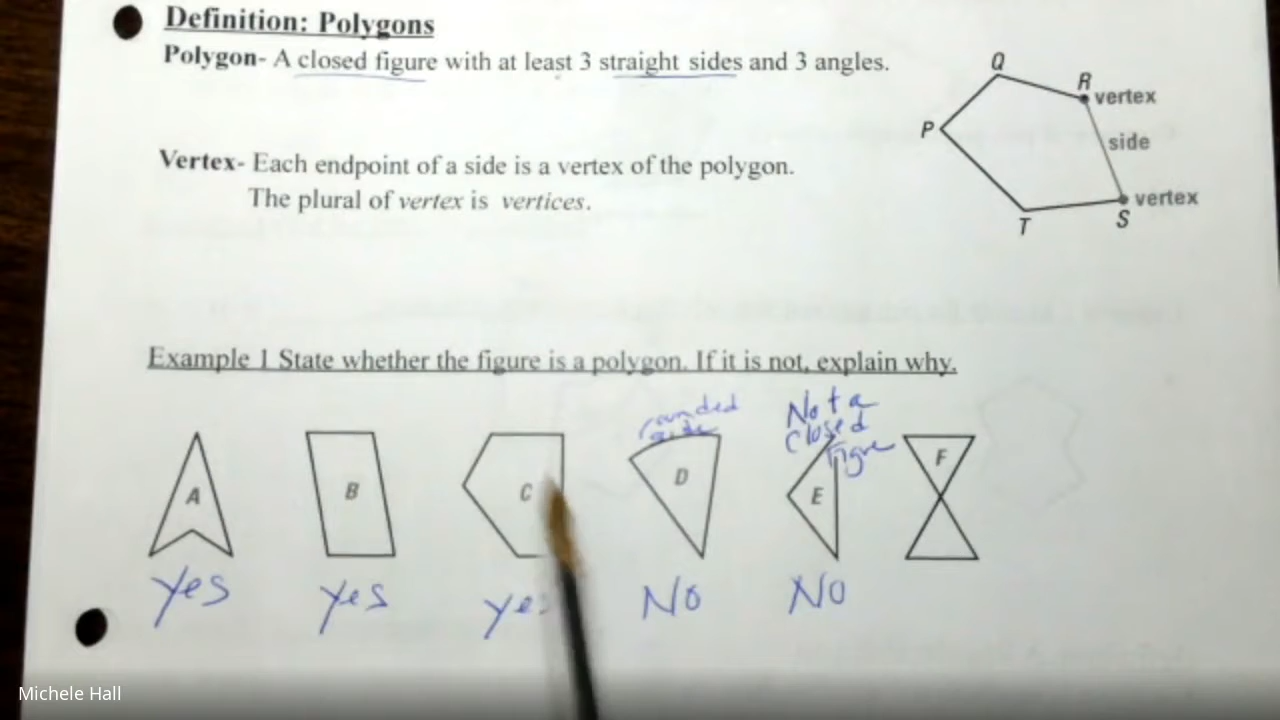 Definition: Polygons
Polygon- A closed figure with at least 3 straight sides and 3 angles.
Q
R
vertex
P
side
Vertex- Each endpoint of a side is a vertex of the polygon.
The plural of vertex is vertices.
vertex
T
S
Example 1 State whether the figure is a polygon. If it is not, explain why.
rounded
side
Not a
closed
figure
A
B
C
D
E
F
yes
yes
yes
No
No
Michele Hall